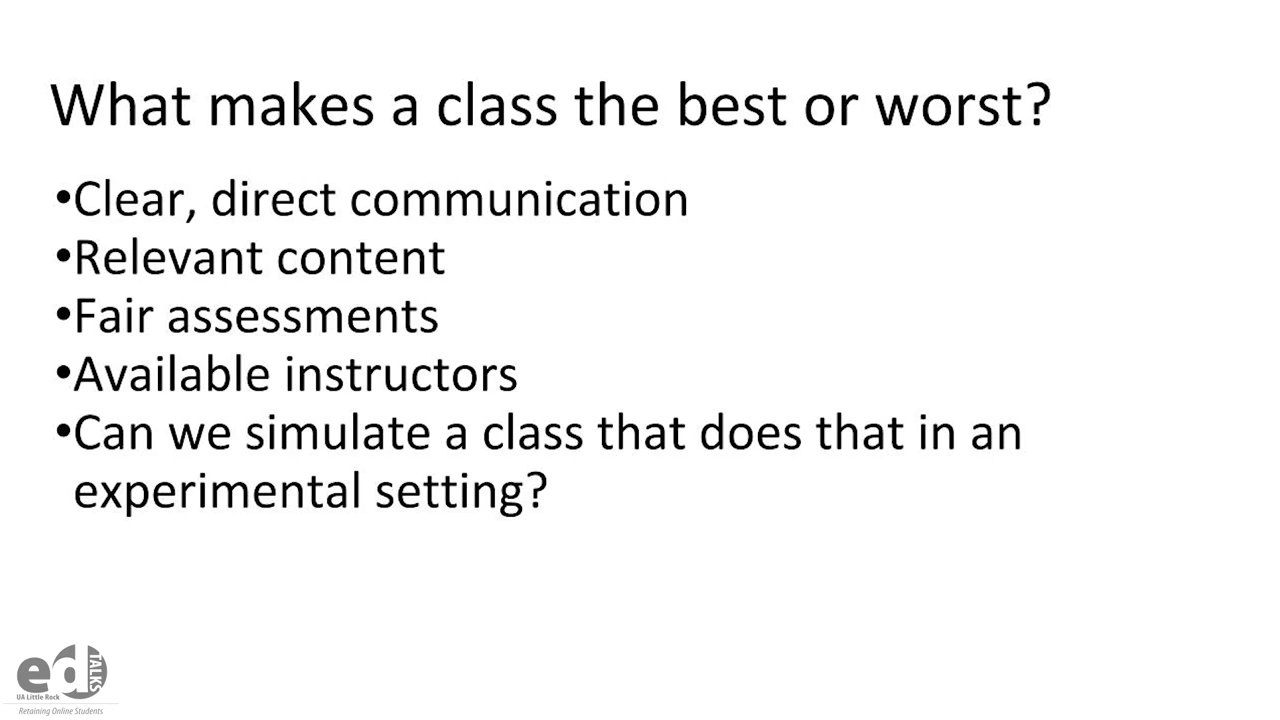 What makes a class the best or worst?
•Clear, direct communication
•Relevant content
•Fair assessments
•Available instructors
•Can we simulate a class that does that in an
experimental setting?
ed TALKS
UA Little Rock
Retaining Online Students